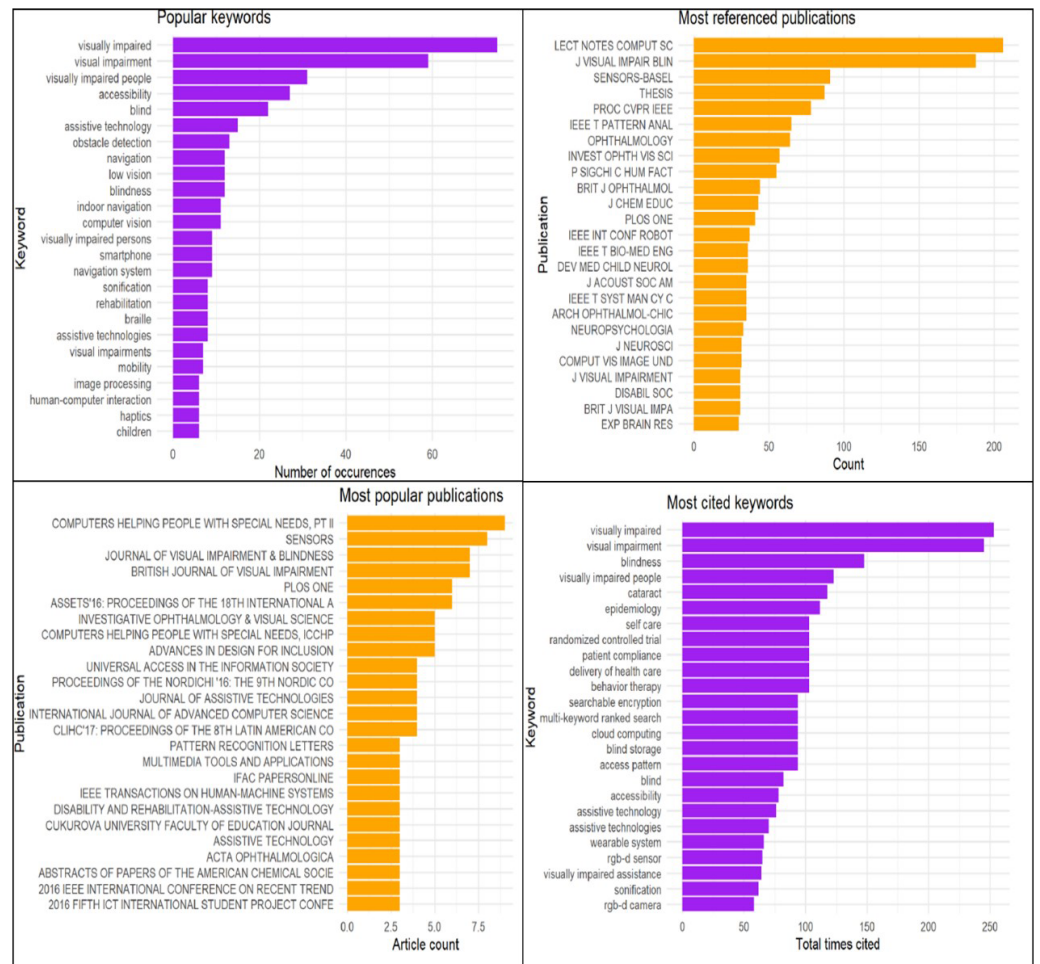 Popular keywords
visually impaired
visual impairment
visually impaired people
accessibility
blind
assistive technology
obstacle detection
navigation
low vision
blindness
indoor navigation
computer vision
visually impaired persons
smartphone
navigation system
sonification
rehabilitation
braille
assistive technologies
visual impairments
mobility
image processing
human-computer interaction
haptics
children
Keyword
0 20 40 60
Number of occurences
Most referenced publications
LECT NOTES COMPUT SC
J VISUAL IMPAIR BLIN
SENSORS-BASEL
THESIS
PROC CVPR IEEE
IEEE T PATTERN ANAL
OPHTHALMOLOGY
INVEST OPHTH VIS SCI
P SIGCHI C HUM FACT
BRIT J OPHTHALMOL
J CHEM EDUC
PLOS ONE
IEEE INT CONF ROBOT
IEEE T BIO-MED ENG
DEV MED CHILD NEUROL
J ACOUST SOC AM
IEEE T SYST MAN CY C
ARCH OPHTHALMOL-CHIC
NEUROPSYCHOLOGIA
J NEUROSCI
COMPUT VIS IMAGE UND
J VISUAL IMPAIRMENT
DISABIL SOC
BRIT J VISUAL IMPA
EXP BRAIN RES
Publication
0 50 100 150 200
Count
Most popular publications
COMPUTERS HELPING PEOPLE WITH SPECIAL NEEDS, PT II
SENSORS
JOURNAL OF VISUAL IMPAIRMENT & BLINDNESS
BRITISH JOURNAL OF VISUAL IMPAIRMENT
PLOS ONE
ASSETS'16: PROCEEDINGS OF THE 18TH INTERNATIONAL A
INVESTIGATIVE OPHTHALMOLOGY & VISUAL SCIENCE
COMPUTERS HELPING PEOPLE WITH SPECIAL NEEDS, ICCHP
ADVANCES IN DESIGN FOR INCLUSION
UNIVERSAL ACCESS IN THE INFORMATION SOCIETY
PROCEEDINGS OF THE NORDICHI '16: THE 9TH NORDIC CO
JOURNAL OF ASSISTIVE TECHNOLOGIES
INTERNATIONAL JOURNAL OF ADVANCED COMPUTER SCIENCE
CLIHC'17: PROCEEDINGS OF THE 8TH LATIN AMERICAN CO
PATTERN RECOGNITION LETTERS
MULTIMEDIA TOOLS AND APPLICATIONS
IFAC PAPERSONLINE
IEEE TRANSACTIONS ON HUMAN-MACHINE SYSTEMS
DISABILITY AND REHABILITATION-ASSISTIVE TECHNOLOGY
CUKUROVA UNIVERSITY FACULTY OF EDUCATION JOURNAL
ASSISTIVE TECHNOLOGY
ACTA OPHTHALMOLOGICA
ABSTRACTS OF PAPERS OF THE AMERICAN CHEMICAL SOCIE
2016 IEEE INTERNATIONAL CONFERENCE ON RECENT TREND
2016 FIFTH ICT INTERNATIONAL STUDENT PROJECT CONFE
Publication
0.0 2.5 5.0 7.5
Article count
Most cited keywords
visually impaired
visual impairment
blindness
visually impaired people
cataract
epidemiology
self care
randomized controlled trial
patient compliance
delivery of health care
behavior therapy
searchable encryption
multi-keyword ranked search
cloud computing
blind storage
access pattern
blind
accessibility
assistive technology
assistive technologies
wearable system
rgb-d sensor
visually impaired assistance
sonification
rgb-d camera
Keyword
0 50 100 150 200 250
Total times cited